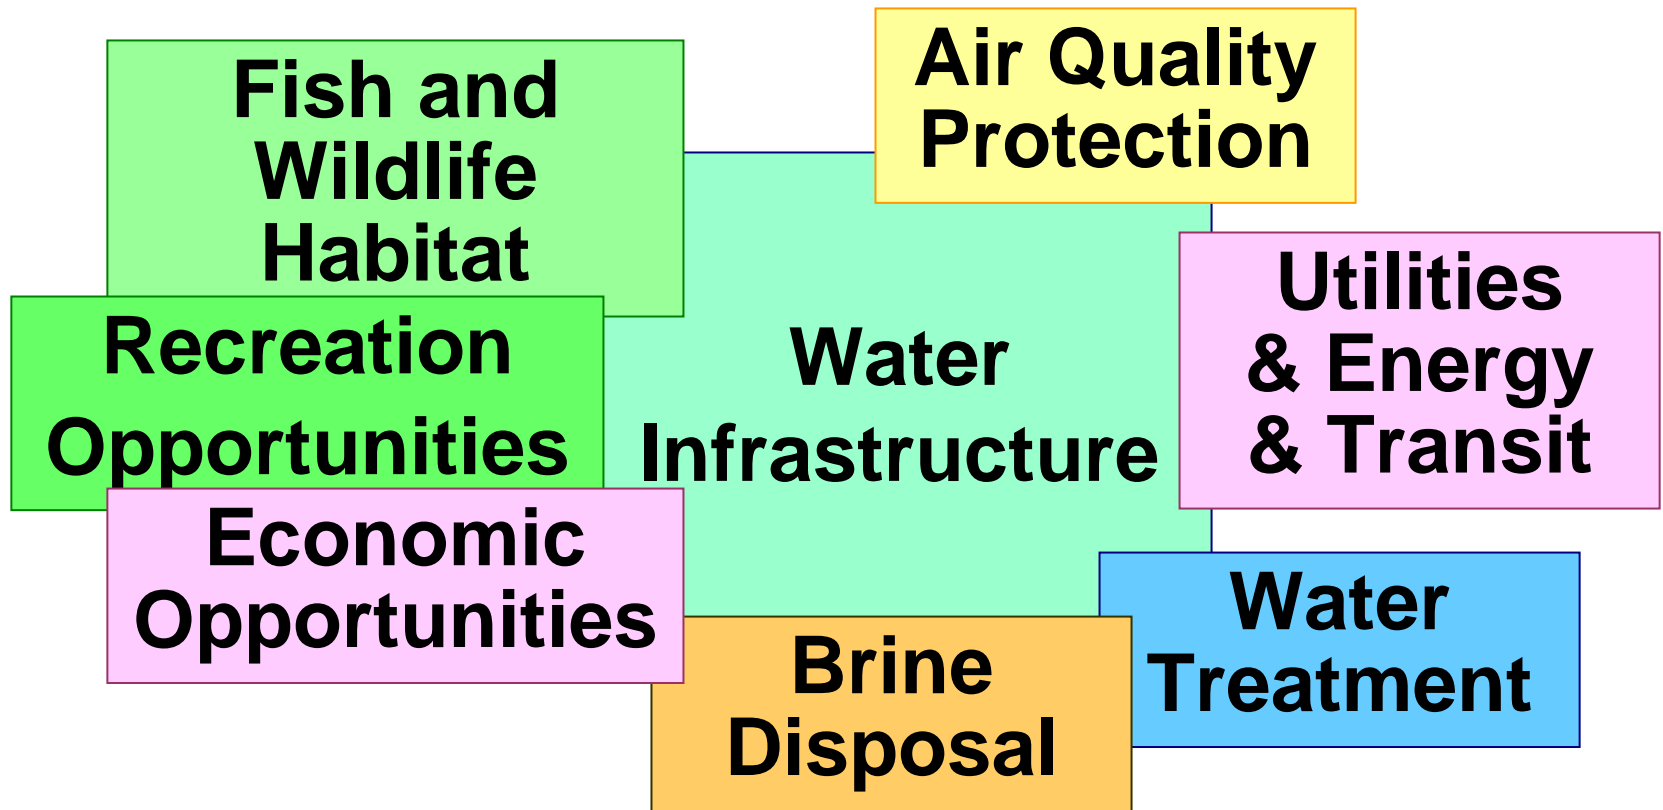 Fish and
Wildlife
Habitat
Air Quality
Protection
Recreation
Opportunities
Water
Infrastructure
Utilities
& Energy
& Transit
Economic
Opportunities
Brine
Disposal
Water
Treatment